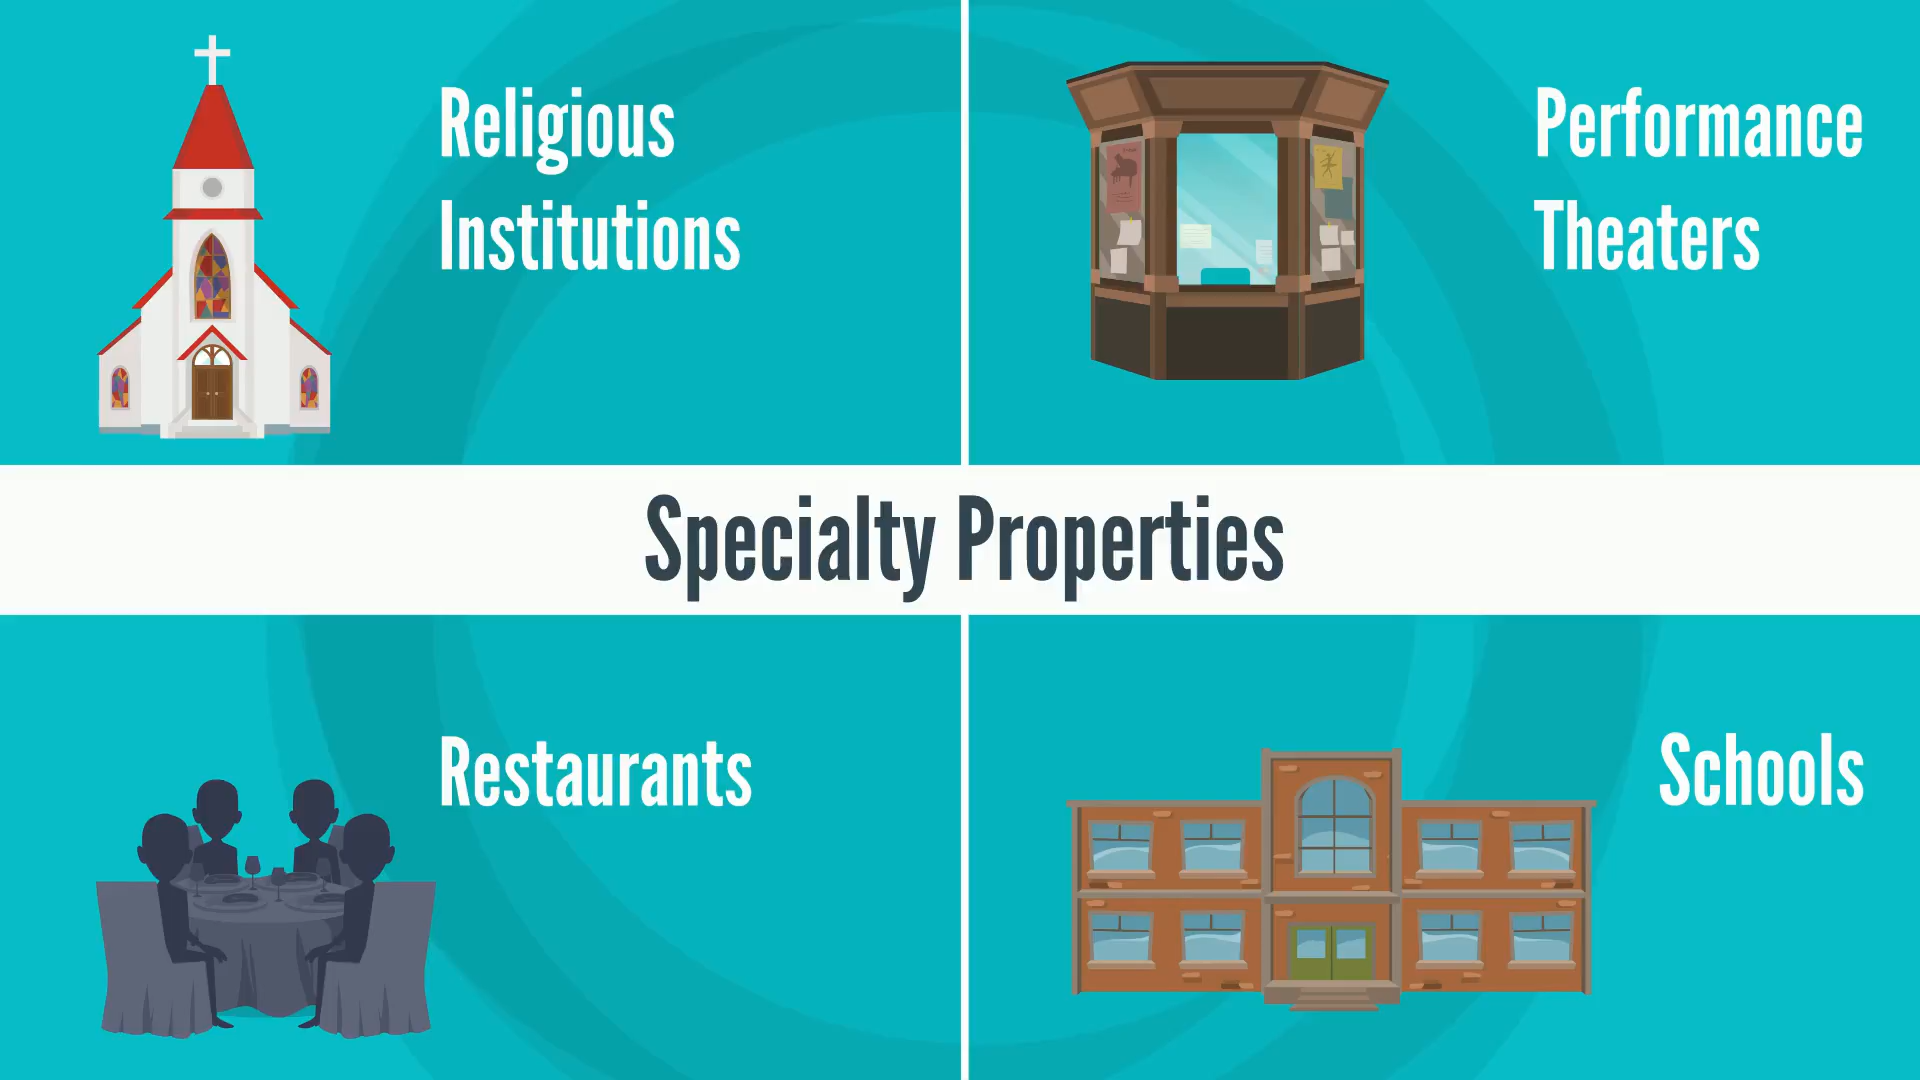 Religious
Institutions
Performance
Theaters
Specialty Properties
Restaurants
Schools